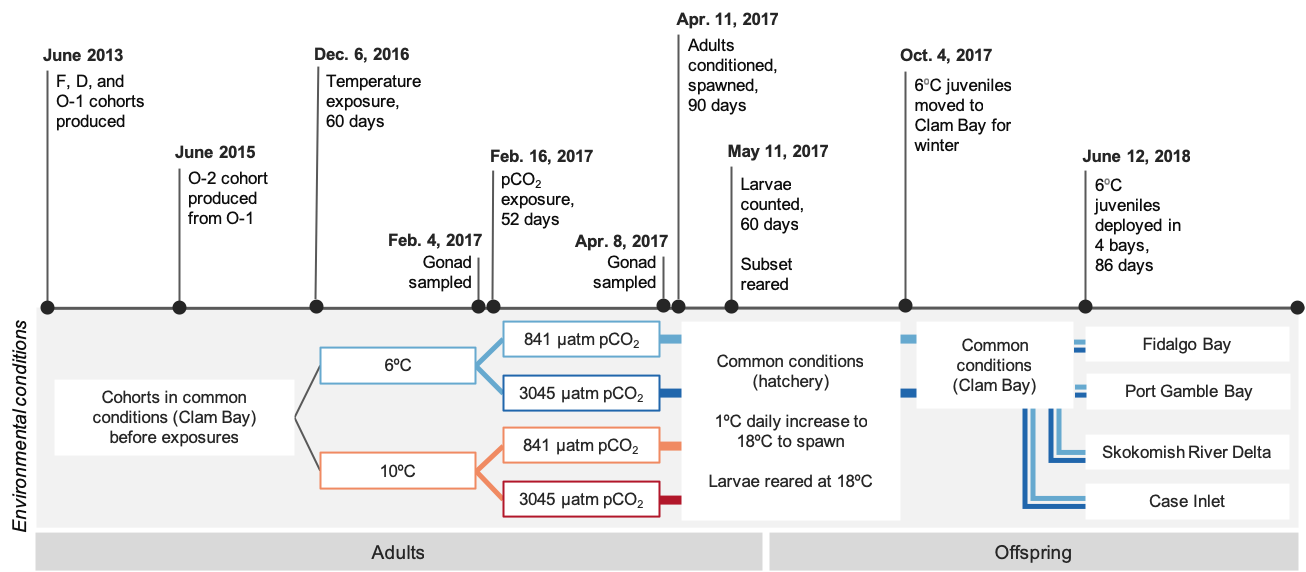 June 2013
F, D, and
O-1 cohorts
produced
June 2015
O-2 cohort
produced
from O-1
Dec. 6, 2016
Temperature
exposure,
60 days
Feb. 4, 2017
Gonad
sampled
Feb. 16, 2017
pCO₂
exposure,
52 days
Apr. 8, 2017
Gonad
sampled
Apr. 11, 2017
Adults
conditioned,
spawned,
90 days
May 11, 2017
Larvae
counted,
60 days
Subset
reared
Oct. 4, 2017
6ºC juveniles
moved to
Clam Bay for
winter
June 12, 2018
6ºC
juveniles
deployed in
4 bays,
86 days
Environmental conditions
Cohorts in common
conditions (Clam Bay)
before exposures
6ºC
10ºC
841 µatm pCO₂
3045 µatm pCO₂
841 µatm pCO₂
3045 µatm pCO₂
Common conditions
(hatchery)
1ºC daily increase to
18ºC to spawn
Larvae reared at 18ºC
Common
conditions
(Clam Bay)
Fidalgo Bay
Port Gamble Bay
Skokomish River Delta
Case Inlet
Adults
Offspring